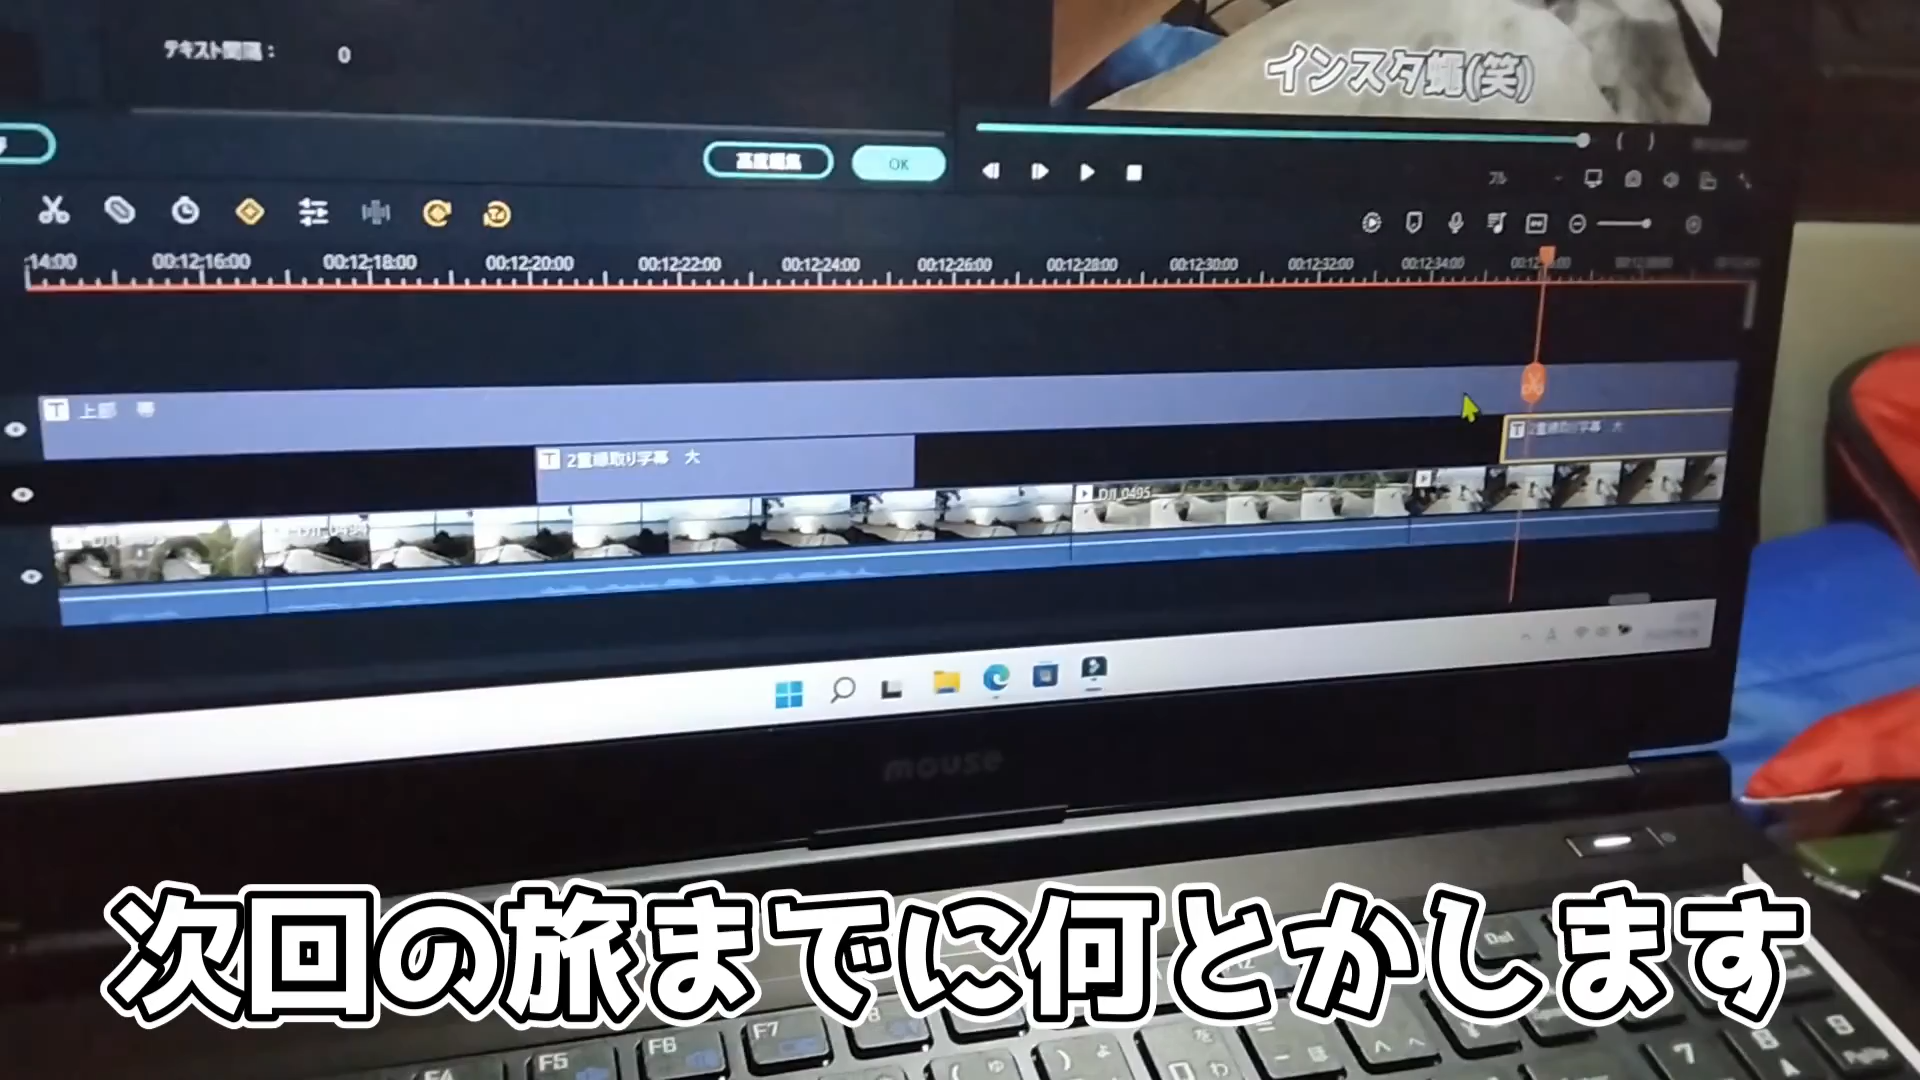 テキスト間隔： 0
インスタ蠅(笑)
高度編集 OK
:14:00 00:12:16:00 00:12:18:00 00:12:20:00 00:12:22:00 00:12:24:00 00:12:26:00 00:12:28:00 00:12:30:00 00:12:32:00 00:12:34:00
T 上部 帯
T 2重縁取り字幕 大
T 2重縁取り字幕 大
DJI_0495
mouse
次回の旅までに何とかします
Del
F5 F6 F7
7 8 9